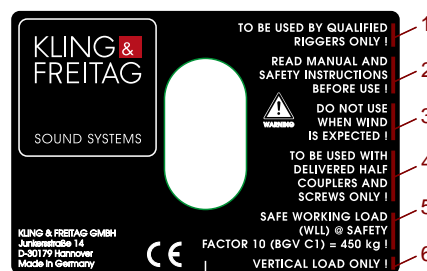 KLING &
FREITAG
SOUND SYSTEMS
KLING & FREITAG GMBH
Junkersstraße 14
D-30179 Hannover
Made in Germany
CE
TO BE USED BY QUALIFIED
RIGGERS ONLY !
READ MANUAL AND
SAFETY INSTRUCTIONS
BEFORE USE !
WARNING
DO NOT USE
WHEN WIND
IS EXPECTED !
TO BE USED WITH
DELIVERED HALF
COUPLERS AND
SCREWS ONLY !
SAFE WORKING LOAD
(WLL) @ SAFETY
FACTOR 10 (BGV C1) = 450 kg !
VERTICAL LOAD ONLY !
1
2
3
4
5
6